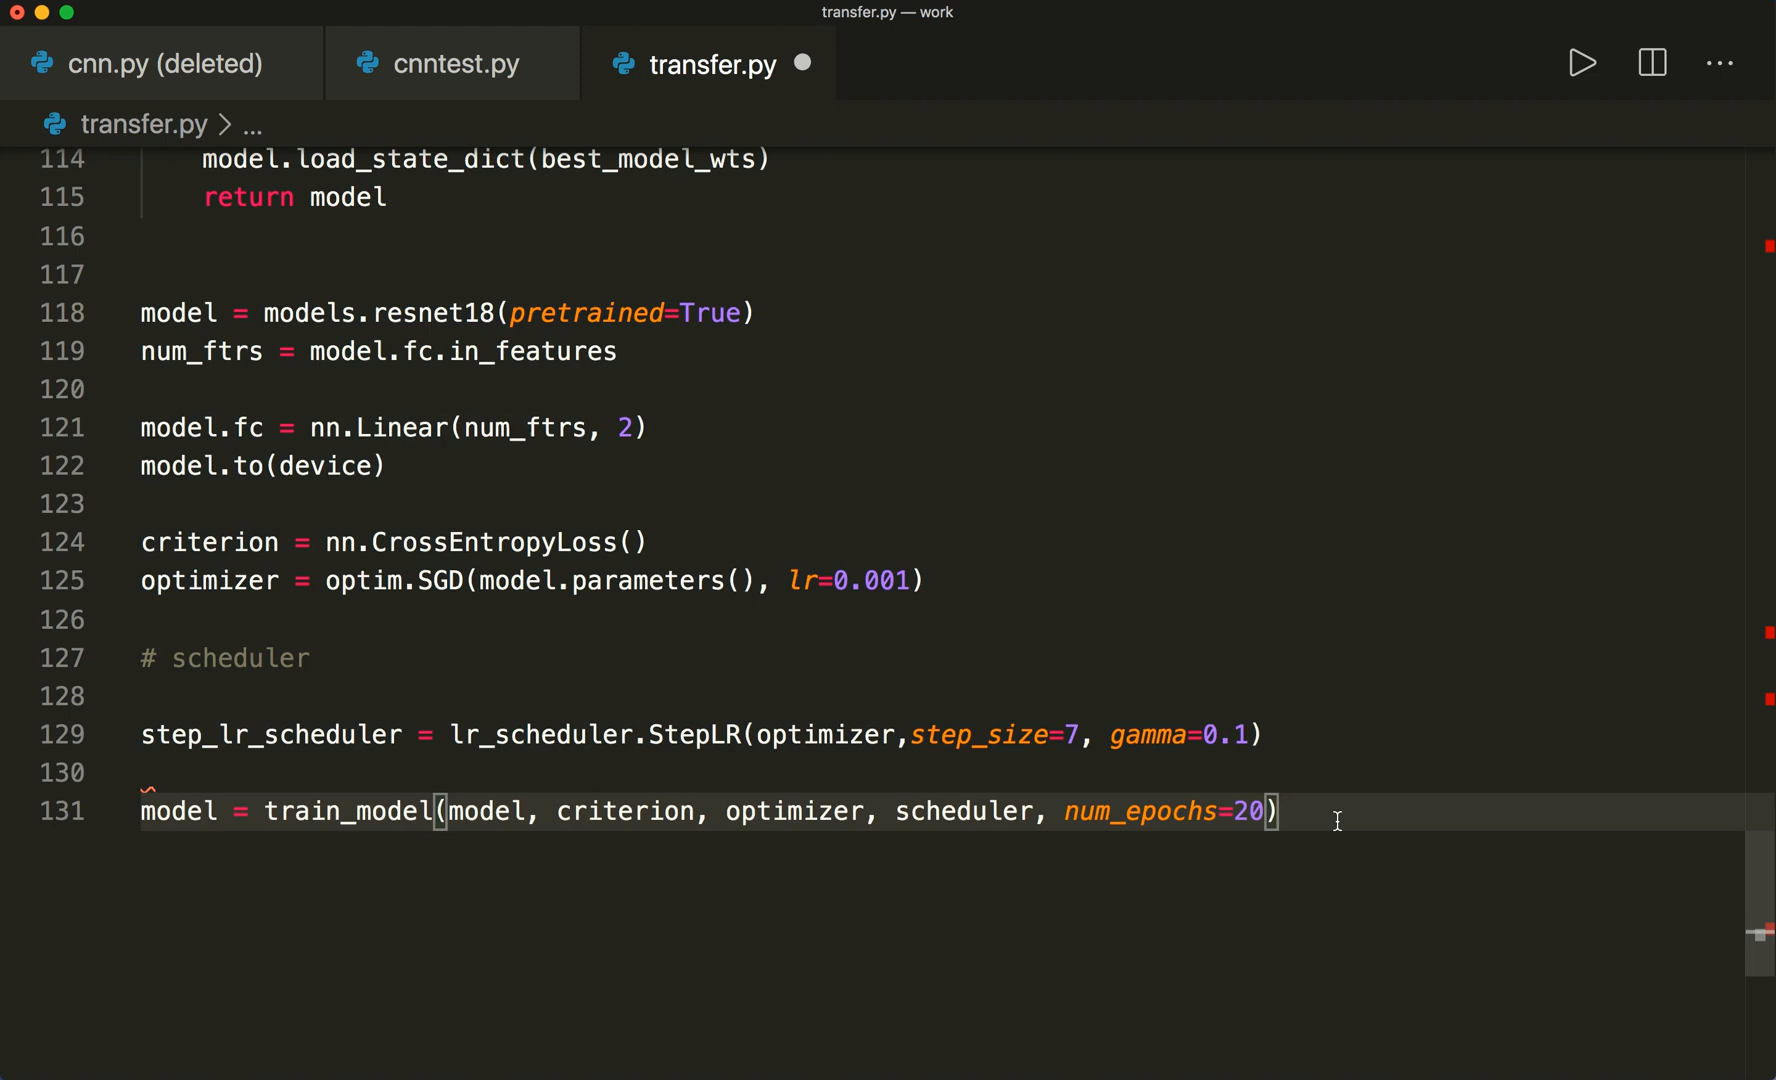 transfer.py — work
cnn.py (deleted)
cnntest.py
transfer.py
transfer.py > ...
114 model.load_state_dict(best_model_wts)
115 return model
116
117
118 model = models.resnet18(pretrained=True)
119 num_ftrs = model.fc.in_features
120
121 model.fc = nn.Linear(num_ftrs, 2)
122 model.to(device)
123
124 criterion = nn.CrossEntropyLoss()
125 optimizer = optim.SGD(model.parameters(), lr=0.001)
126
127 # scheduler
128
129 step_lr_scheduler = lr_scheduler.StepLR(optimizer,step_size=7, gamma=0.1)
130
131 model = train_model(model, criterion, optimizer, scheduler, num_epochs=20)